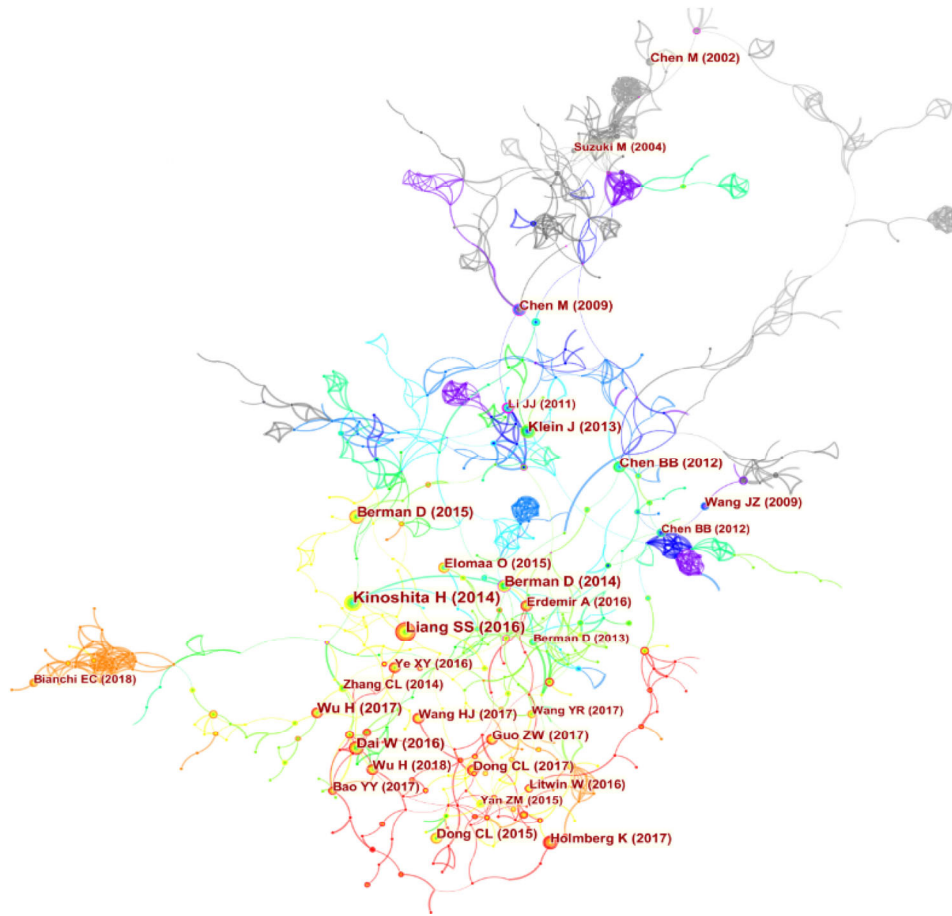 Chen M (2002)
Suzuki M (2004)
Chen M (2009)
Li JJ (2011)
Klein J (2013)
Chen BB (2012)
Wang JZ (2009)
Berman D (2015)
Chen BB (2012)
Elomaa O (2015)
Berman D (2014)
Kinoshita H (2014)
Erdemir A (2016)
Liang SS (2016)
Berman D (2013)
Ye XY (2016)
Bianchi EC (2018)
Zhang CL (2014)
Wu H (2017)
Wang HJ (2017)
Wang YR (2017)
Guo ZW (2017)
Dai W (2016)
Wu H (2018)
Dong CL (2017)
Bao YY (2017)
Litwin W (2016)
Yan ZM (2015)
Dong CL (2015)
Holmberg K (2017)